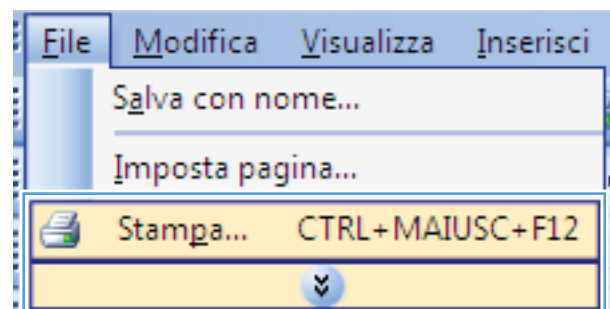 File Modifica Visualizza Inserisci
Salva con nome...
Imposta pagina...
Stampa... CTRL+MAIUSC+F12